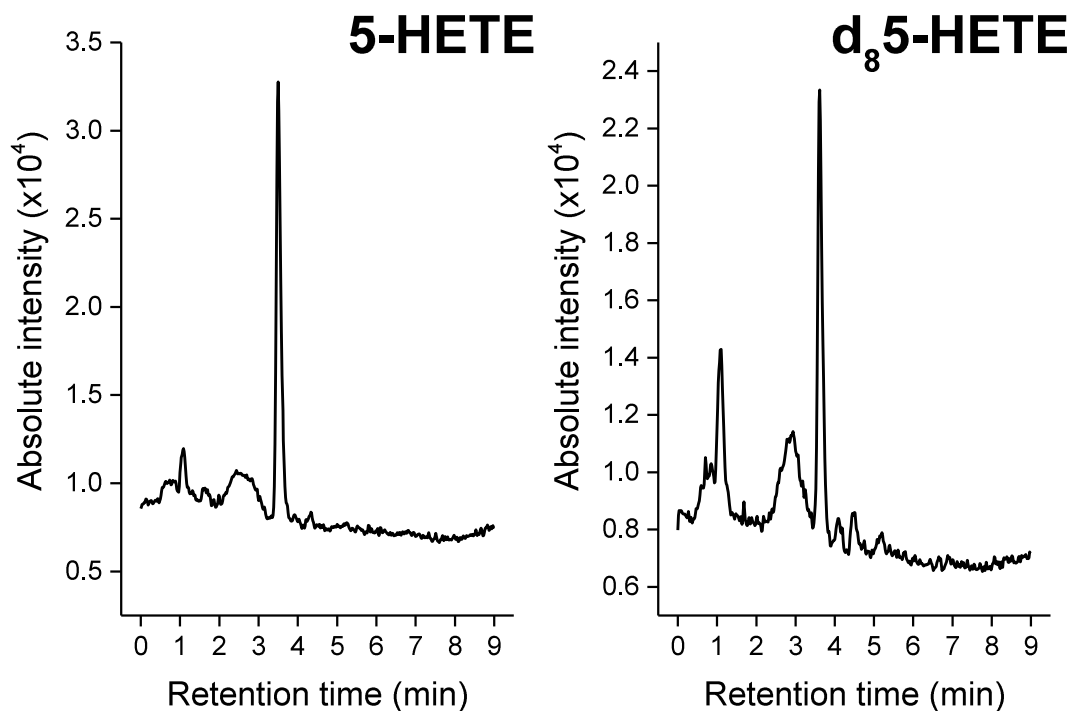 5-HETE
Absolute intensity (x10⁴)
3.5
3.0
2.5
2.0
1.5
1.0
0.5
0 1 2 3 4 5 6 7 8 9
Retention time (min)
d₈5-HETE
Absolute intensity (x10⁴)
2.4
2.2
2.0
1.8
1.6
1.4
1.2
1.0
0.8
0.6
0 1 2 3 4 5 6 7 8 9
Retention time (min)